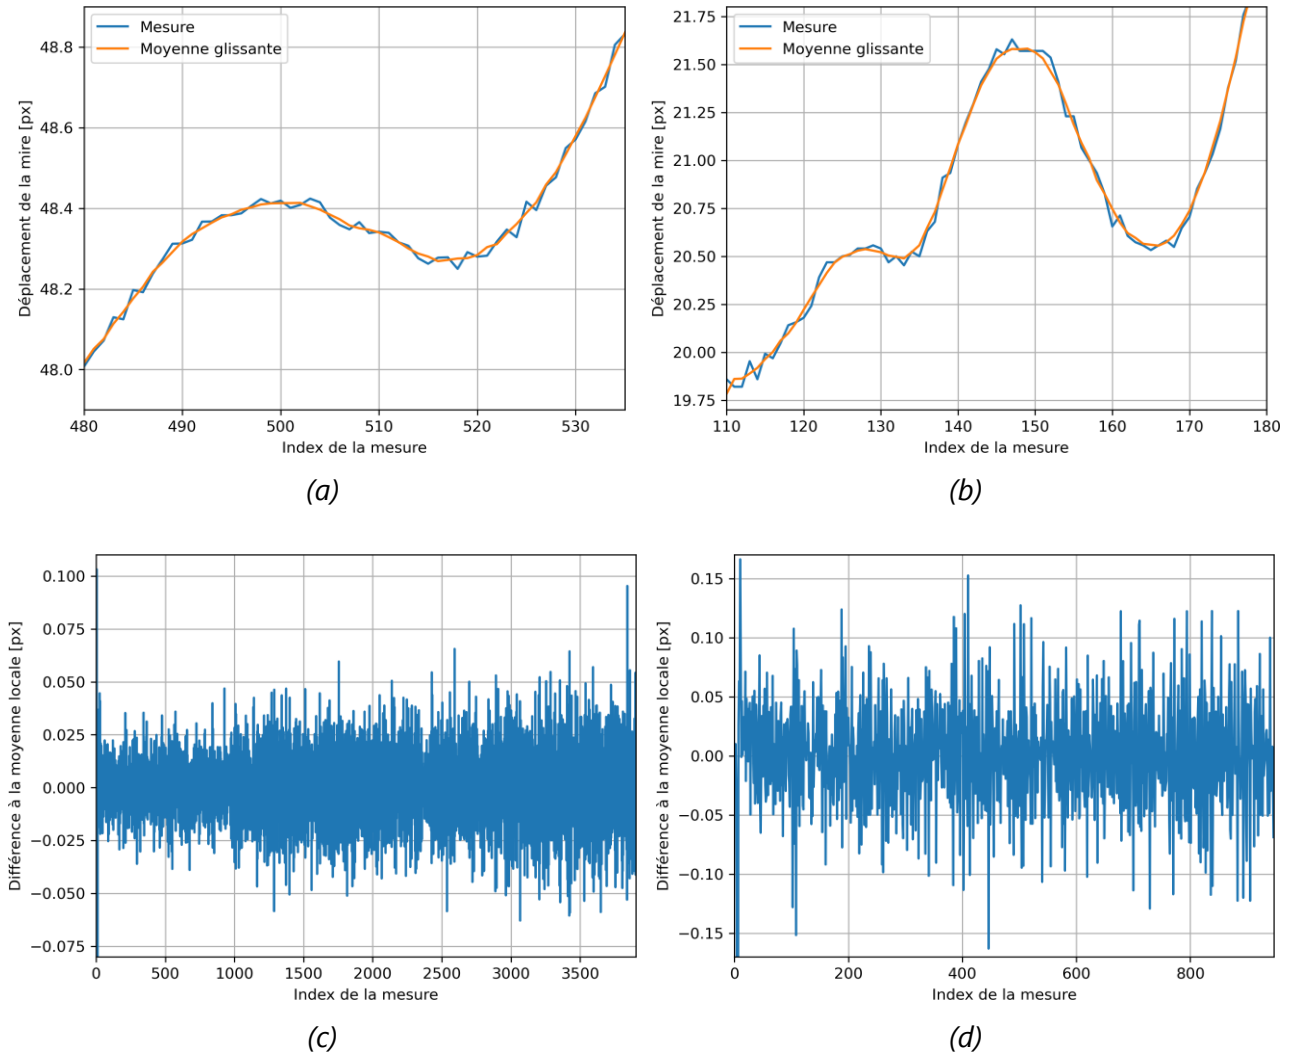 Mesure
Moyenne glissante
48.8
48.6
48.4
48.2
48.0
Déplacement de la mire [px]
480 490 500 510 520 530
Index de la mesure
(a)
Mesure
Moyenne glissante
21.75
21.50
21.25
21.00
20.75
20.50
20.25
20.00
19.75
Déplacement de la mire [px]
110 120 130 140 150 160 170 180
Index de la mesure
(b)
0.100
0.075
0.050
0.025
0.000
−0.025
−0.050
−0.075
Différence à la moyenne locale [px]
0 500 1000 1500 2000 2500 3000 3500
Index de la mesure
(c)
0.15
0.10
0.05
0.00
−0.05
−0.10
−0.15
Différence à la moyenne locale [px]
0 200 400 600 800
Index de la mesure
(d)